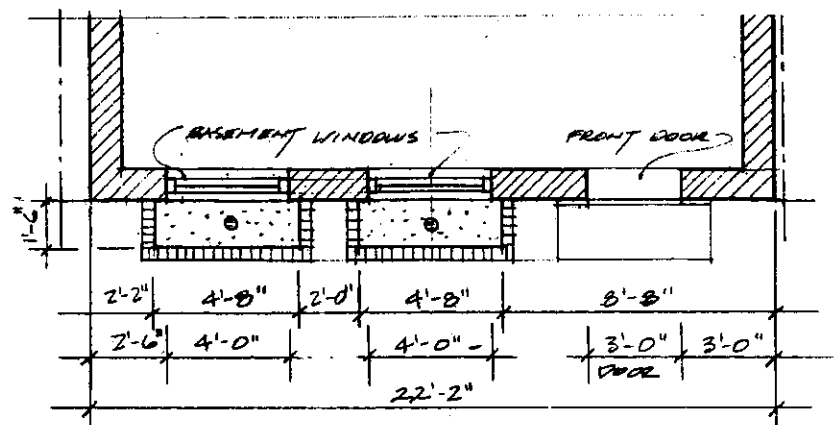 BASEMENT WINDOWS
FRONT DOOR
1'-6"
2'-2" 4'-8" 2'-0" 4'-8" 8'-8"
2'-6" 4'-0" 4'-0" 3'-0" 3'-0"
DOOR
22'-2"